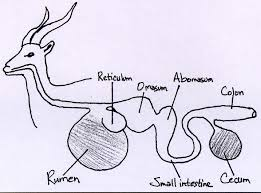 Reticulum
Omasum
Abomasum
Colon
Rumen
Small intestine
Cecum